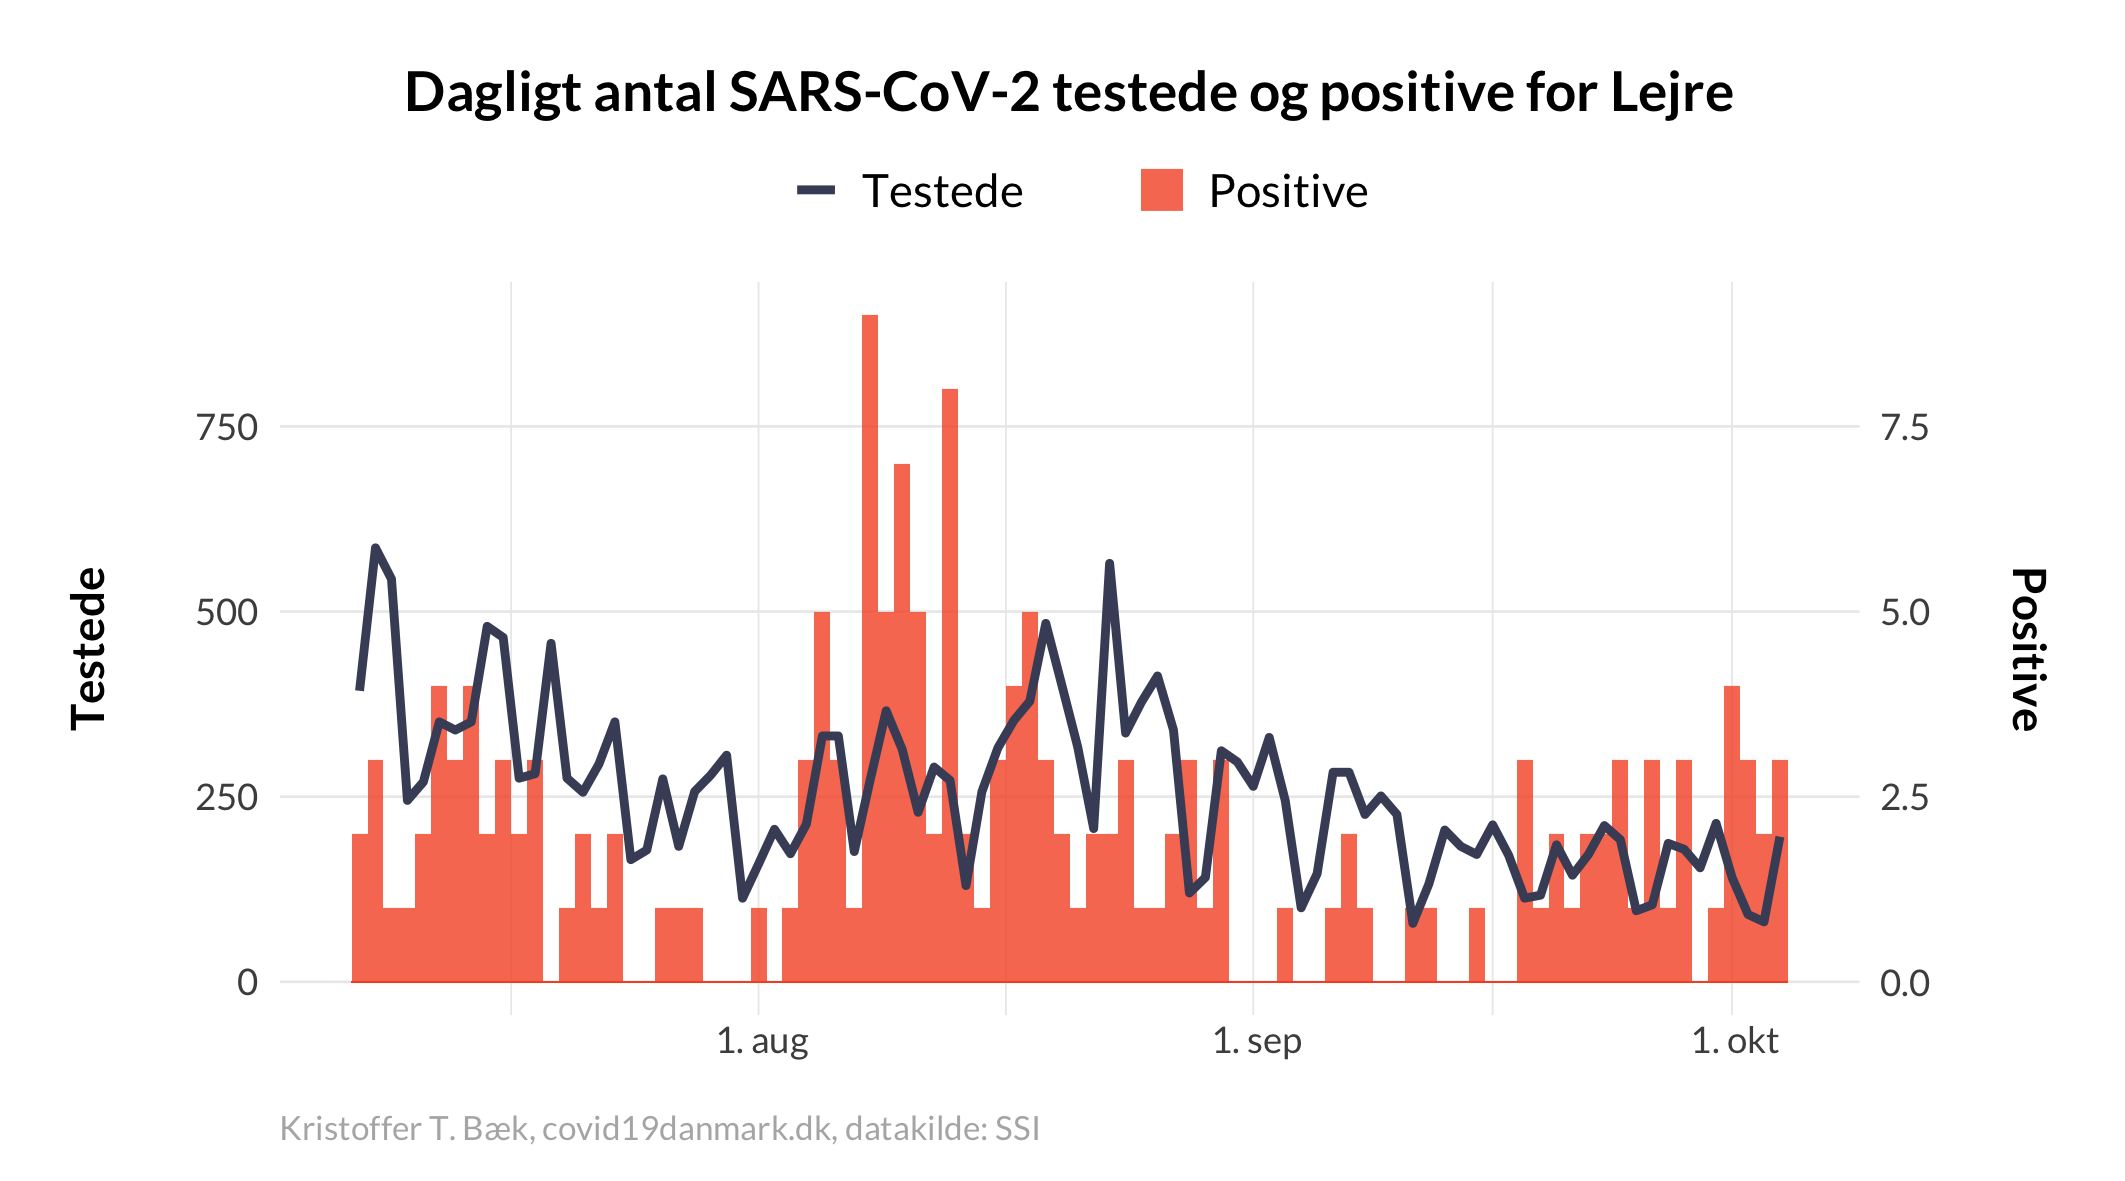 Dagligt antal SARS-CoV-2 testede og positive for Lejre
Testede
Positive
750
500
250
0
7.5
5.0
2.5
0.0
Testede
Positive
1. aug
1. sep
1. okt
Kristoffer T. Bæk, covid19danmark.dk, datakilde: SSI